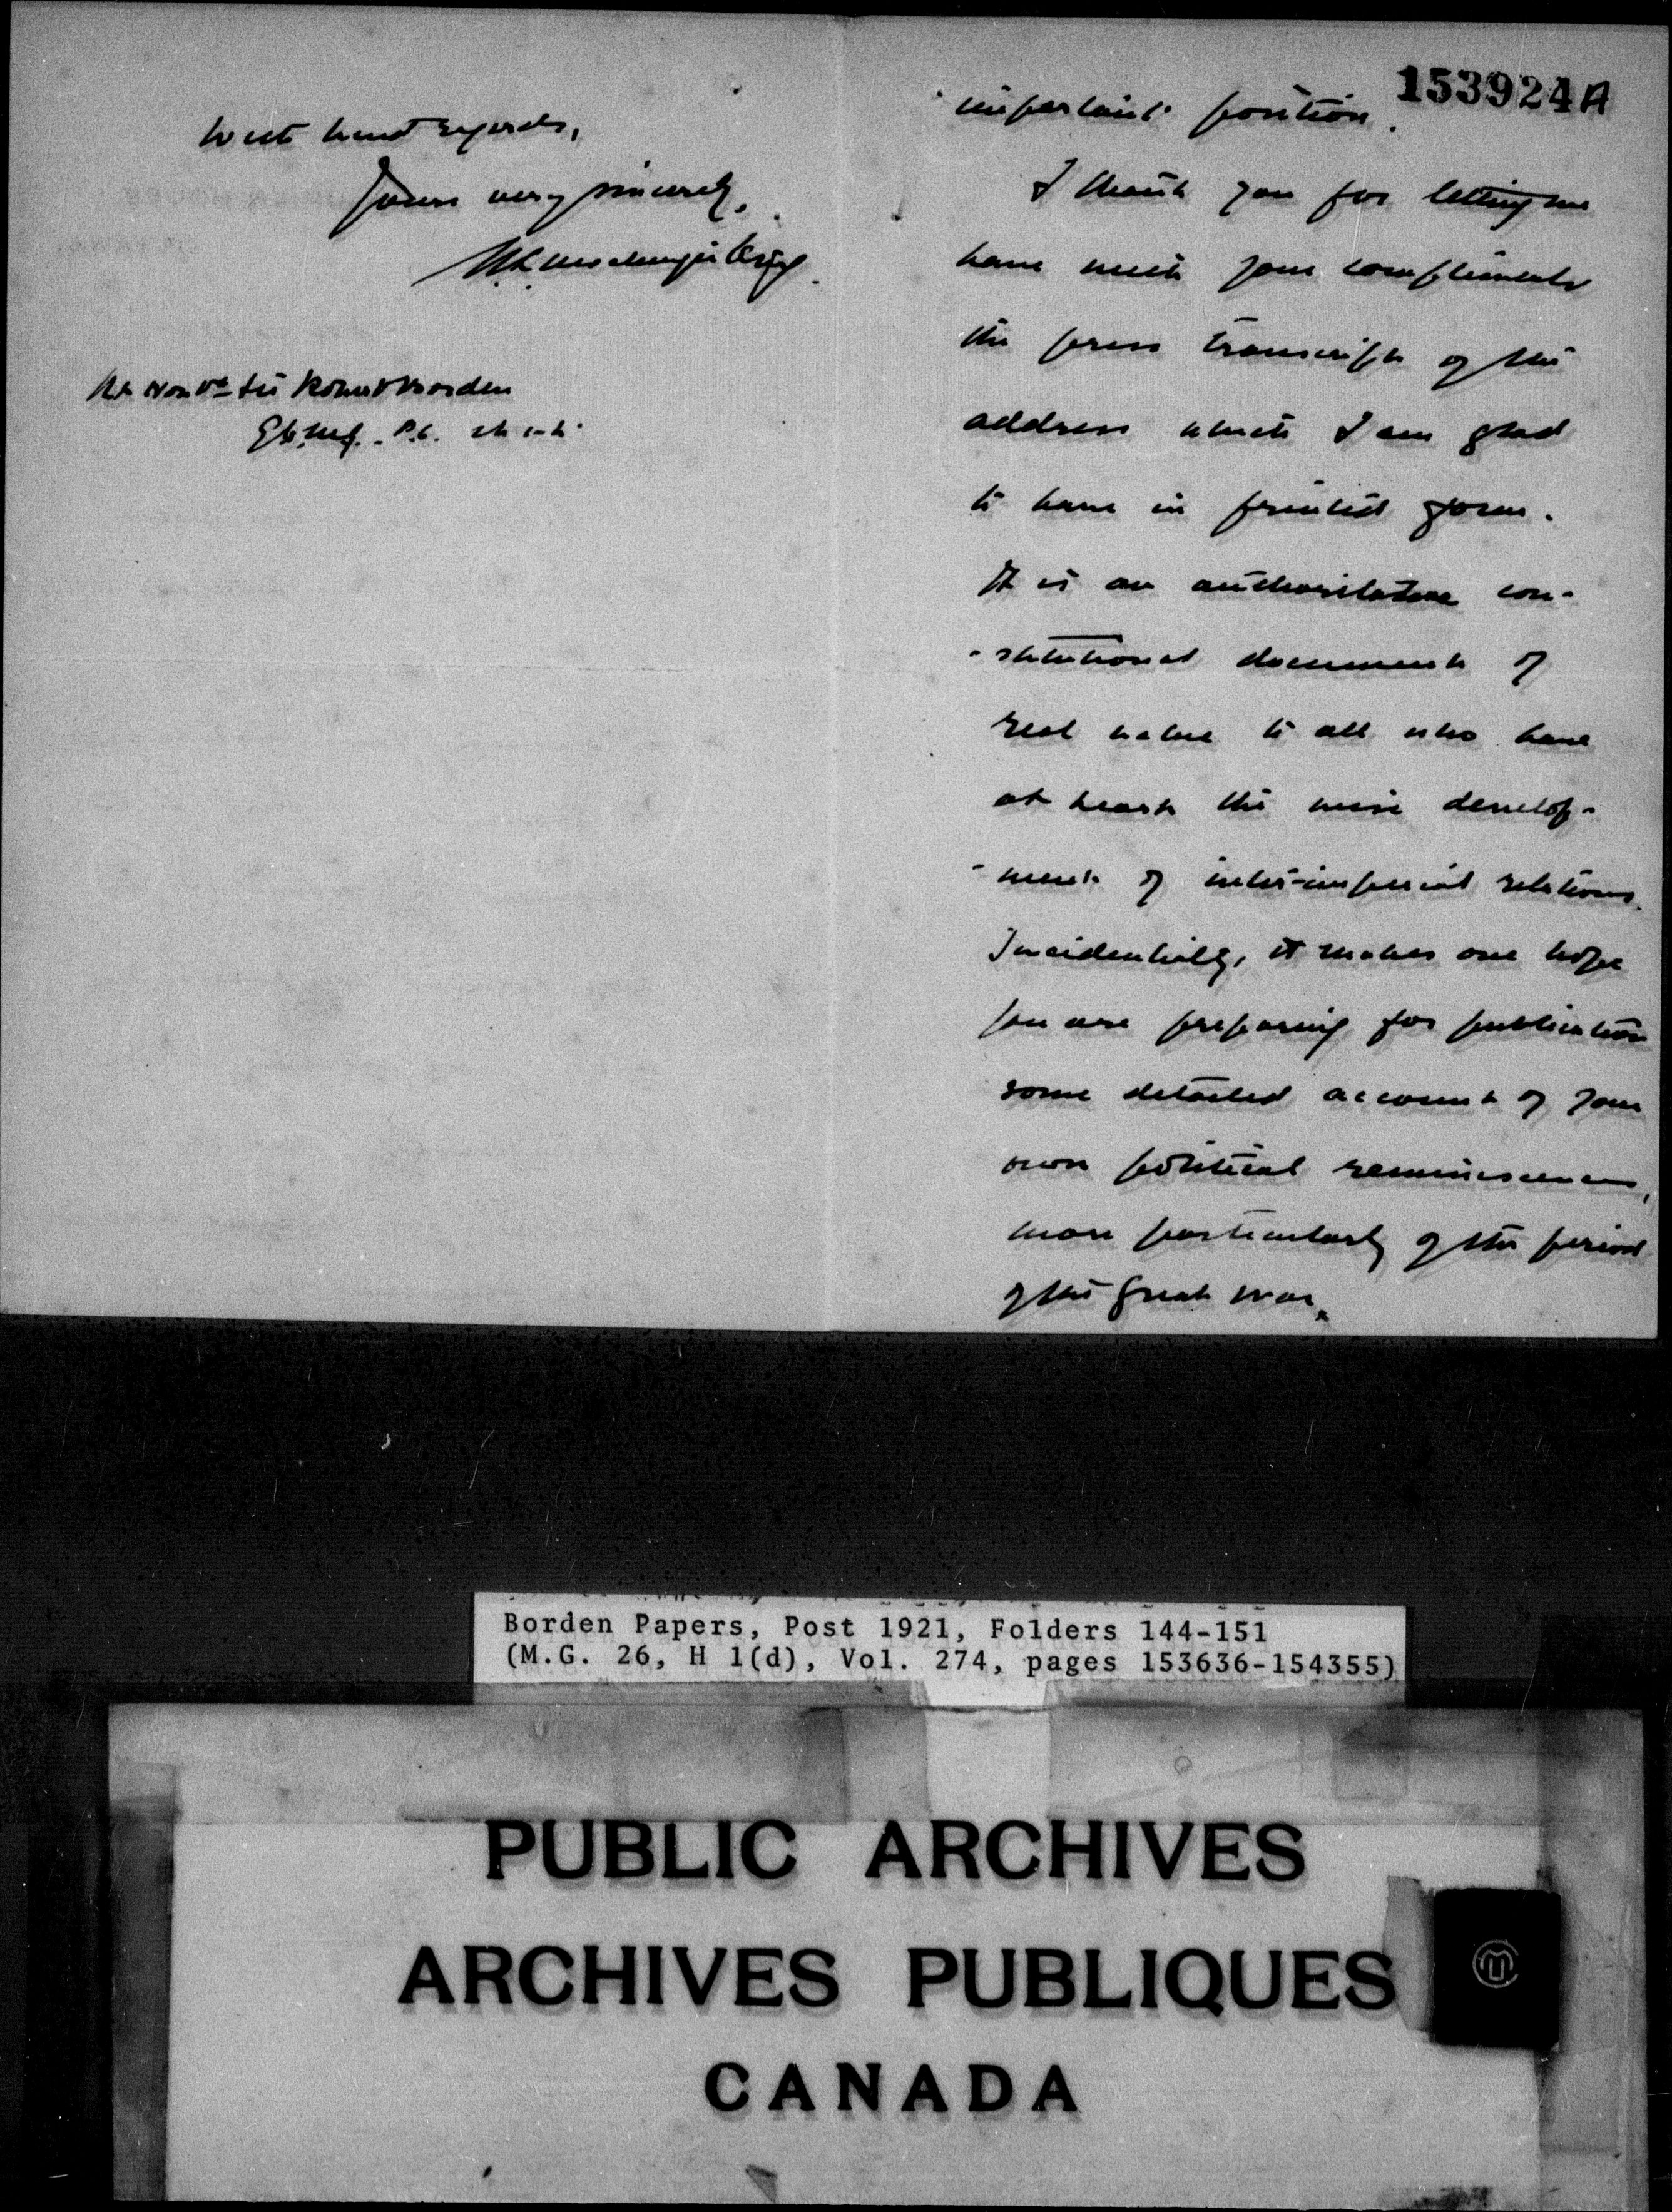 153924A
important position.
I thank you for letting me
have with your compliments
the press transcript of the
address which I am glad
to have in printed form.
It is an authoritative con-
-stitutional document of
real value to all who have
at heart the wise develop-
-ment of inter-imperial relations.
Incidentally, it makes one hope
you are preparing for publication
some detailed account of your
own political reminiscences,
more particularly of the period
of the Great War.
With kind regards,
Yours very sincerely,
W.L. Mackenzie King.
Rt Honble Sir Robert Borden
G.C.M.G. P.C.
Borden Papers, Post 1921, Folders 144-151
(M.G. 26, H 1(d), Vol. 274, pages 153636-154355)
PUBLIC ARCHIVES
ARCHIVES PUBLIQUES
CANADA